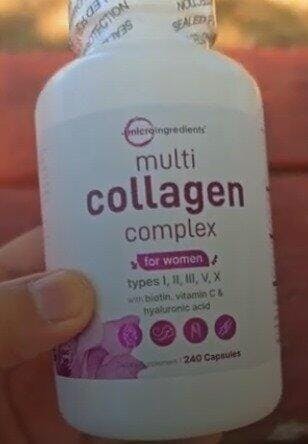 microingredients
multi
collagen
complex
for women
types I, II, III, V, X
with biotin, vitamin C &
hyaluronic acid
240 Capsules